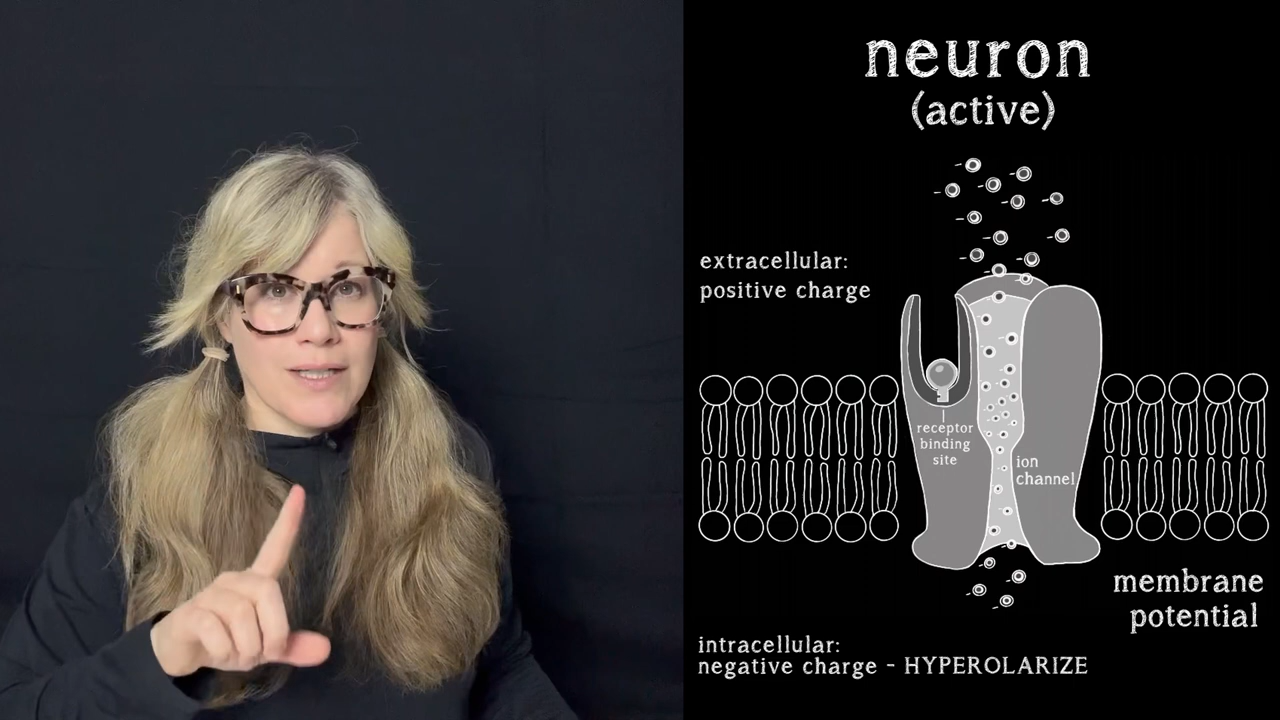 neuron
(active)
extracellular:
positive charge
receptor
binding
site
ion
channel
membrane
potential
intracellular:
negative charge - HYPEROLARIZE